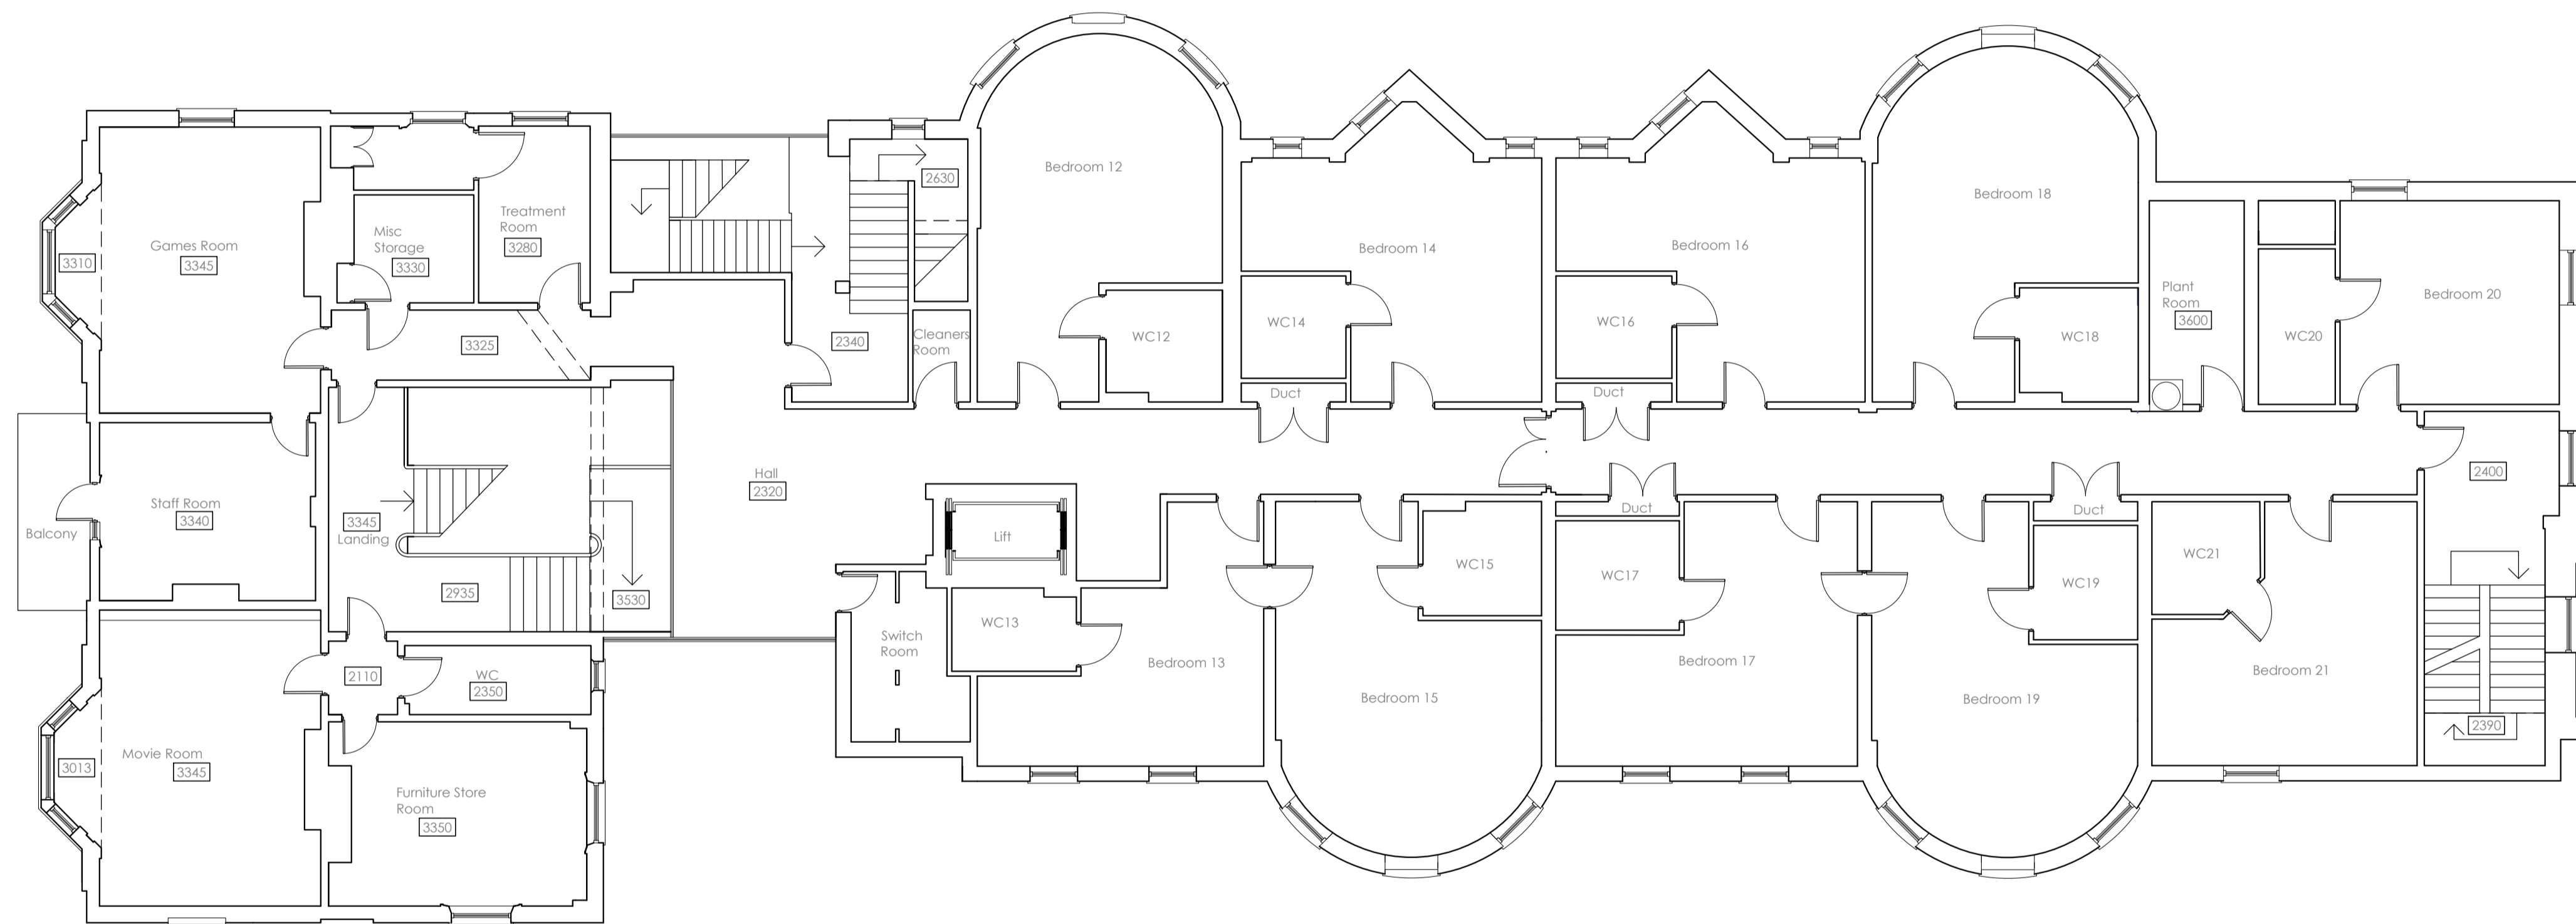 Games Room
3345
3310
Misc
Storage
3330
Treatment
Room
3280
3325
2630
2340
Cleaners
Room
Bedroom 12
WC12
Bedroom 14
WC14
Duct
Bedroom 16
WC16
Duct
Bedroom 18
WC18
Plant
Room
3600
WC20
Bedroom 20
Balcony
Staff Room
3340
3345
Landing
2935
3530
Hall
2320
Lift
Duct
Duct
2400
2390
Movie Room
3345
3013
2110
WC
2350
Furniture Store
Room
3350
Switch
Room
WC13
Bedroom 13
WC15
Bedroom 15
WC17
Bedroom 17
WC19
Bedroom 19
WC21
Bedroom 21